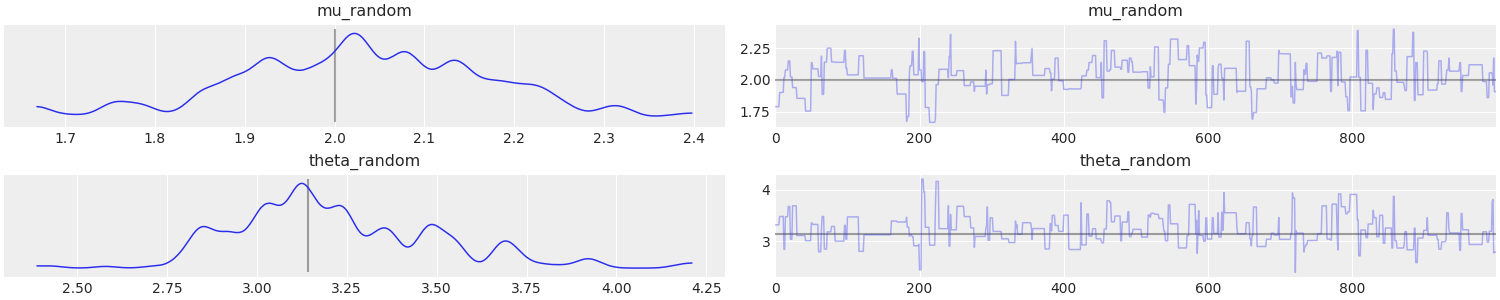 mu_random
1.7 1.8 1.9 2.0 2.1 2.2 2.3 2.4
mu_random
2.25
2.00
1.75
0 200 400 600 800
theta_random
2.50 2.75 3.00 3.25 3.50 3.75 4.00 4.25
theta_random
4
3
0 200 400 600 800